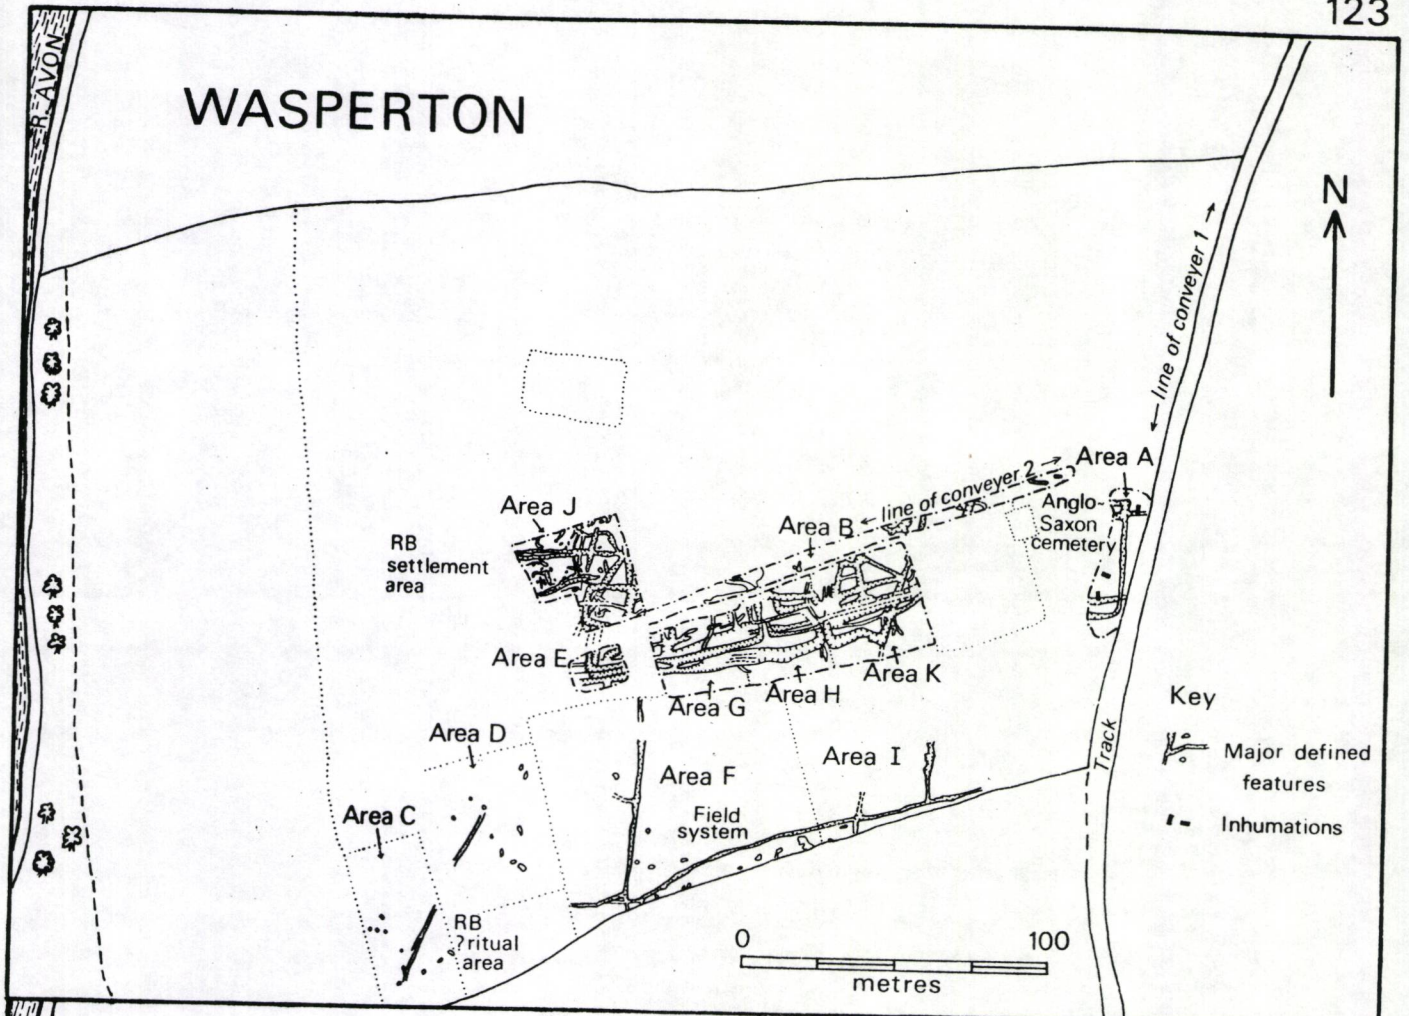 123
R. AVON
WASPERTON
N
line of conveyer 1
Area A
line of conveyer 2
Anglo
Saxon
cemetery
Area J
Area B
RB
settlement
area
Area E
Area K
Area H
Area G
Key
Area D
Track
Area I
Area F
Major defined
features
Area C
Field
system
Inhumations
RB
?ritual
area
0 100
metres